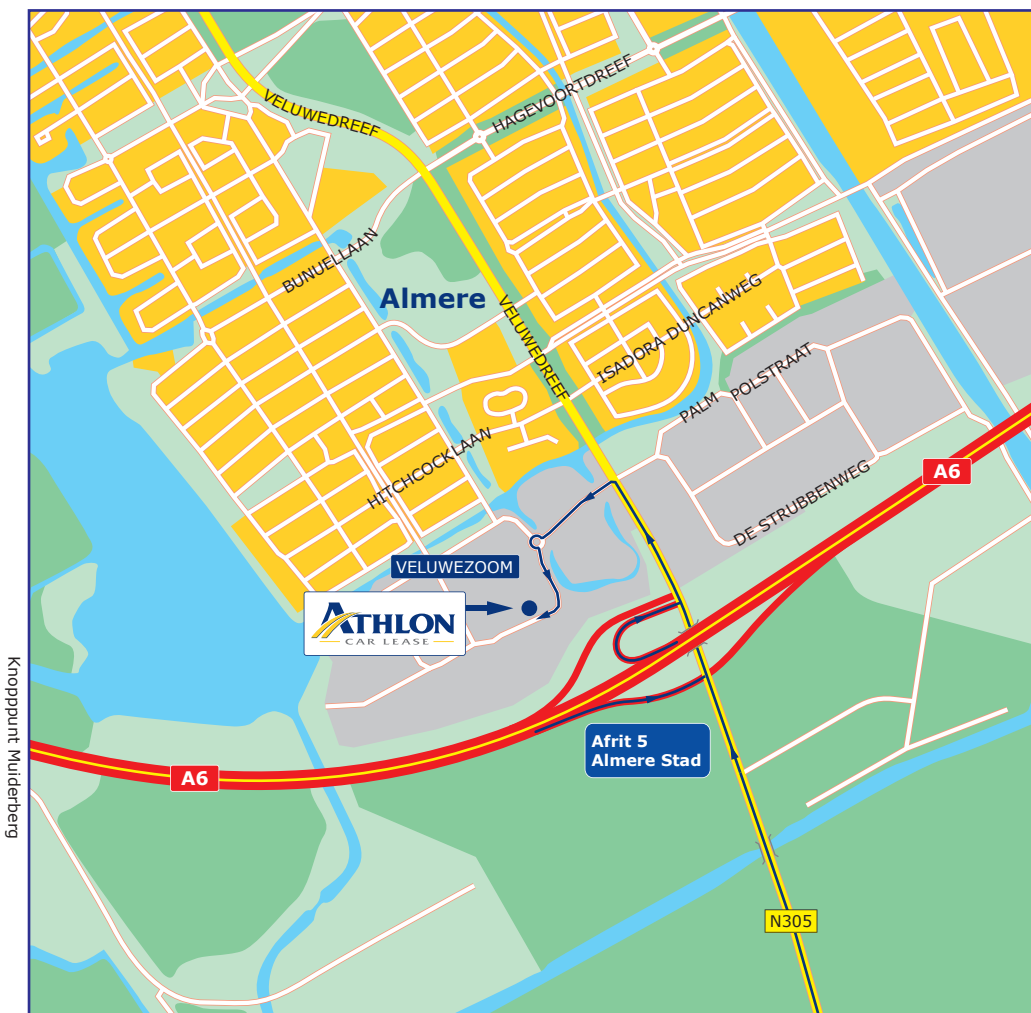 HAGEVOORTDREEF
VELUWEDREEF
BUNUELLAAN
Almere
VELUWEDREEF
ISADORA DUNCANWEG
PALM POLSTRAAT
HITCHCOCKLAAN
A6
DE STRUBBENWEG
VELUWEZOOM
ATHLON
CAR LEASE
Knopppunt Muiderberg
Afrit 5
Almere Stad
A6
N305